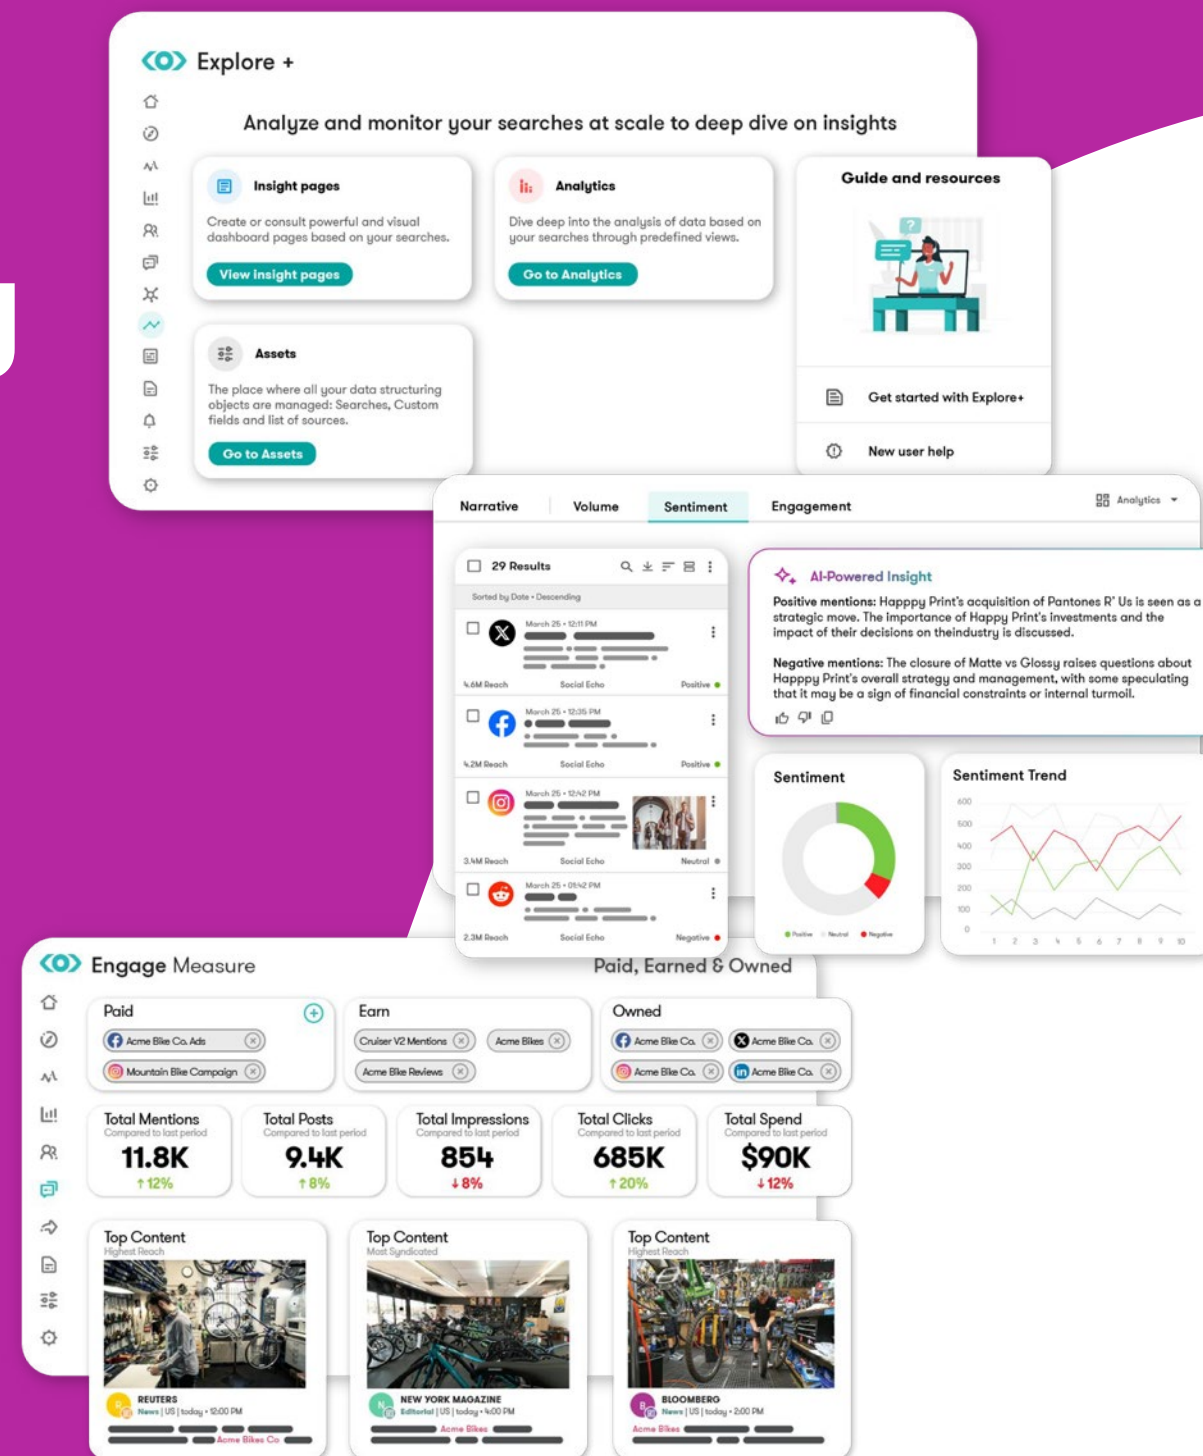 Explore +
Analyze and monitor your searches at scale to deep dive on insights
Insight pages
Create or consult powerful and visual
dashboard pages based on your searches.
View insight pages
Analytics
Dive deep into the analysis of data based on
your searches through predefined views.
Go to Analytics
Guide and resources
?
Get started with Explore+
New user help
Assets
The place where all your data structuring
objects are managed: Searches, Custom
fields and list of sources.
Go to Assets
Narrative
Volume
Sentiment
Engagement
Analytics
29 Results
Sorted by Date • Descending
March 25 • 12:11 PM
4.6M Reach
Social Echo
Positive
March 25 • 12:35 PM
4.2M Reach
Social Echo
Positive
March 25 • 12:42 PM
3.4M Reach
Social Echo
Neutral
March 25 • 01:42 PM
2.3M Reach
Social Echo
Negative
AI-Powered Insight
Positive mentions: Happpy Print's acquisition of Pantones R' Us is seen as a
strategic move. The importance of Happy Print's investments and the
impact of their decisions on theindustry is discussed.
Negative mentions: The closure of Matte vs Glossy raises questions about
Happpy Print's overall strategy and management, with some speculating
that it may be a sign of financial constraints or internal turmoil.
Sentiment
Positive
Neutral
Negative
Sentiment Trend
600
500
400
300
200
100
0
1 2 3 4 5 6 7 8 9 10
Engage Measure
Paid, Earned & Owned
Paid
Acme Bike Co. Ads
Mountain Bike Campaign
Earn
Cruiser V2 Mentions
Acme Bikes
Acme Bike Reviews
Owned
Acme Bike Co.
Acme Bike Co.
Acme Bike Co.
Acme Bike Co.
Total Mentions
Compared to last period
11.8K
↑ 12%
Total Posts
Compared to last period
9.4K
↑ 8%
Total Impressions
Compared to last period
854
↓ 8%
Total Clicks
Compared to last period
685K
↑ 20%
Total Spend
Compared to last period
$90K
↓ 12%
Top Content
Highest Reach
R
REUTERS
News | US | today • 12:00 PM
Acme Bikes Co
Top Content
Most Syndicated
N
NEW YORK MAGAZINE
Editorial | US | today • 4:00 PM
Acme Bikes
Top Content
Highest Reach
B
BLOOMBERG
News | US | today • 2:00 PM
Acme Bikes